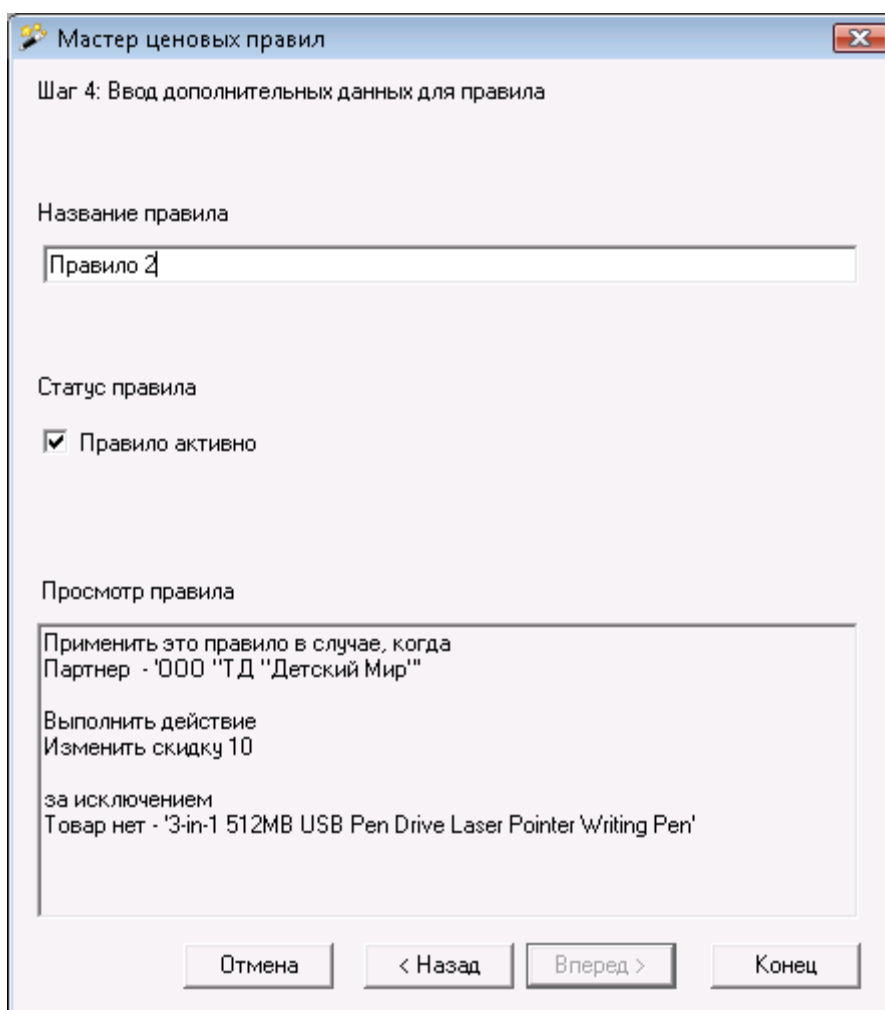 Мастер ценовых правил
Шаг 4: Ввод дополнительных данных для правила
Название правила
Правило 2
Статус правила
Правило активно
Просмотр правила
Применить это правило в случае, когда
Партнер - 'ООО "ТД "Детский Мир"'
Выполнить действие
Изменить скидку 10
за исключением
Товар нет - '3-in-1 512MB USB Pen Drive Laser Pointer Writing Pen'
Отмена < Назад Вперед > Конец